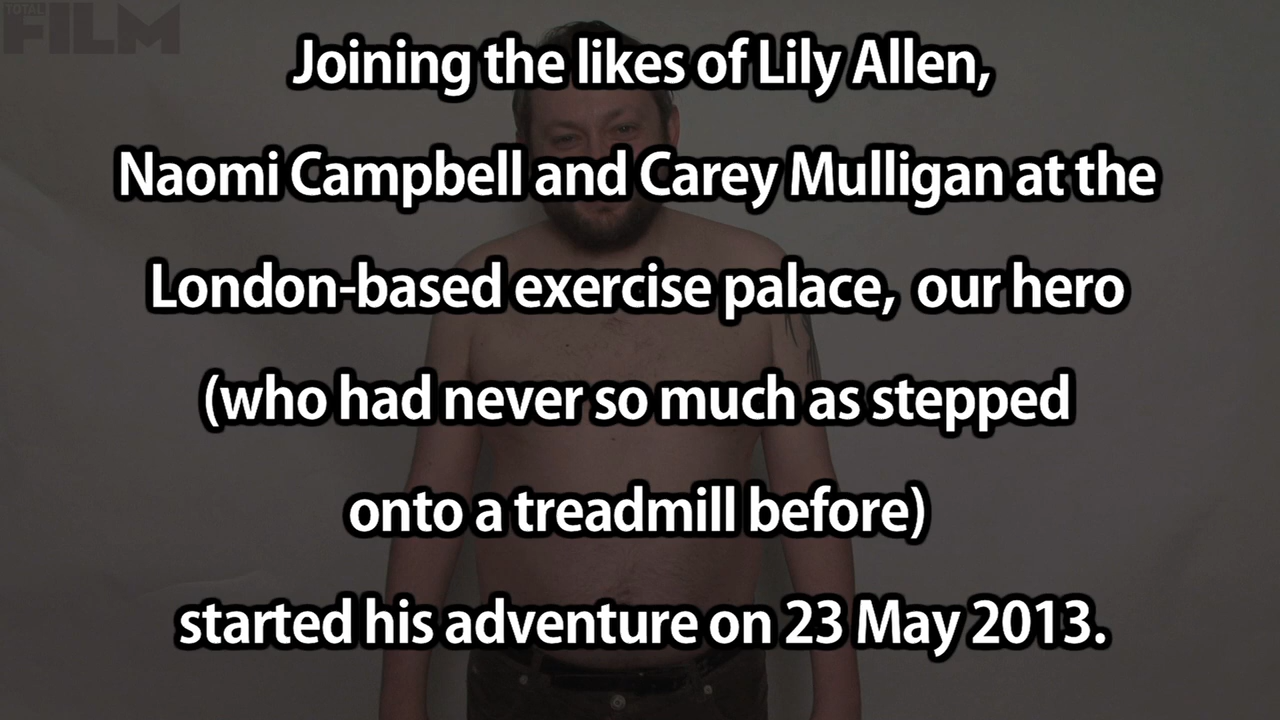 TOTAL
FILM
Joining the likes of Lily Allen,
Naomi Campbell and Carey Mulligan at the
London-based exercise palace,  our hero
(who had never so much as stepped
onto a treadmill before)
started his adventure on 23 May 2013.